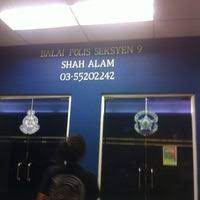 BALAI POLIS SEKSYEN 9
SHAH ALAM
03-55202242